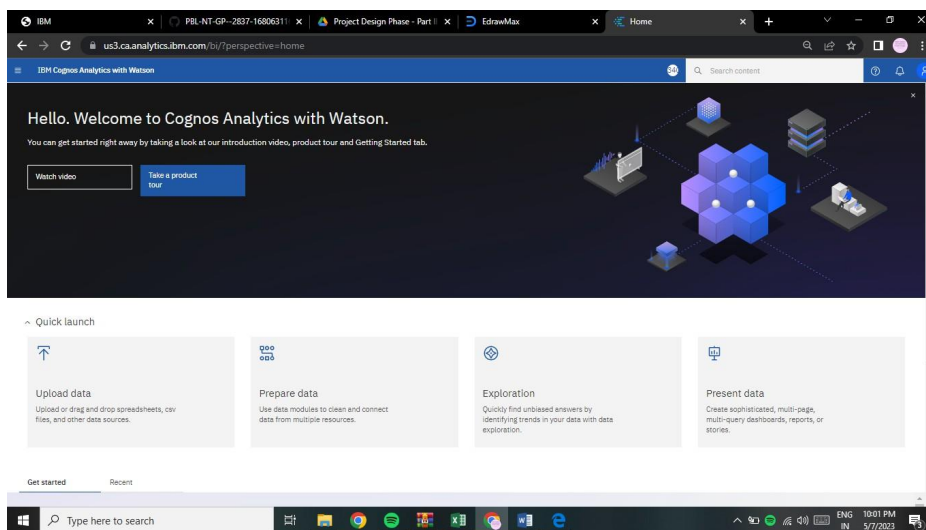 IBM
PBL-NT-GP--2837-16806311
Project Design Phase - Part II
EdrawMax
Home
us3.ca.analytics.ibm.com/bi/?perspective=home
IBM Cognos Analytics with Watson
Search content
Hello. Welcome to Cognos Analytics with Watson.
You can get started right away by taking a look at our introduction video, product tour and Getting Started tab.
Watch video
Take a product
tour
Quick launch
Upload data
Upload or drag and drop spreadsheets, csv
files, and other data sources.
Prepare data
Use data modules to clean and connect
data from multiple resources.
Exploration
Quickly find unbiased answers by
identifying trends in your data with data
exploration.
Present data
Create sophisticated, multi-page,
multi-query dashboards, reports, or
stories.
Get started
Recent
Type here to search
ENG
IN
10:01 PM
5/7/2023